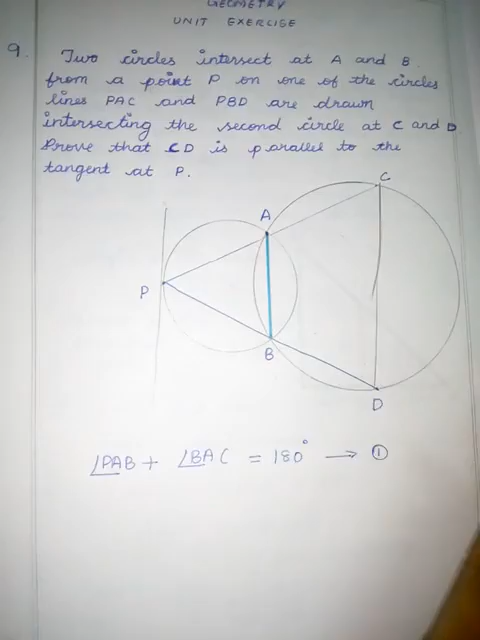 GEOMETRY
UNIT EXERCISE
9. Two circles intersect at A and B.
from a point P on one of the circles
lines PAC and PBD are drawn
intersecting the second circle at C and D
Prove that CD is parallel to the
tangent at P.
C
A
P
B
D
∠PAB + ∠BAC = 180° → ①